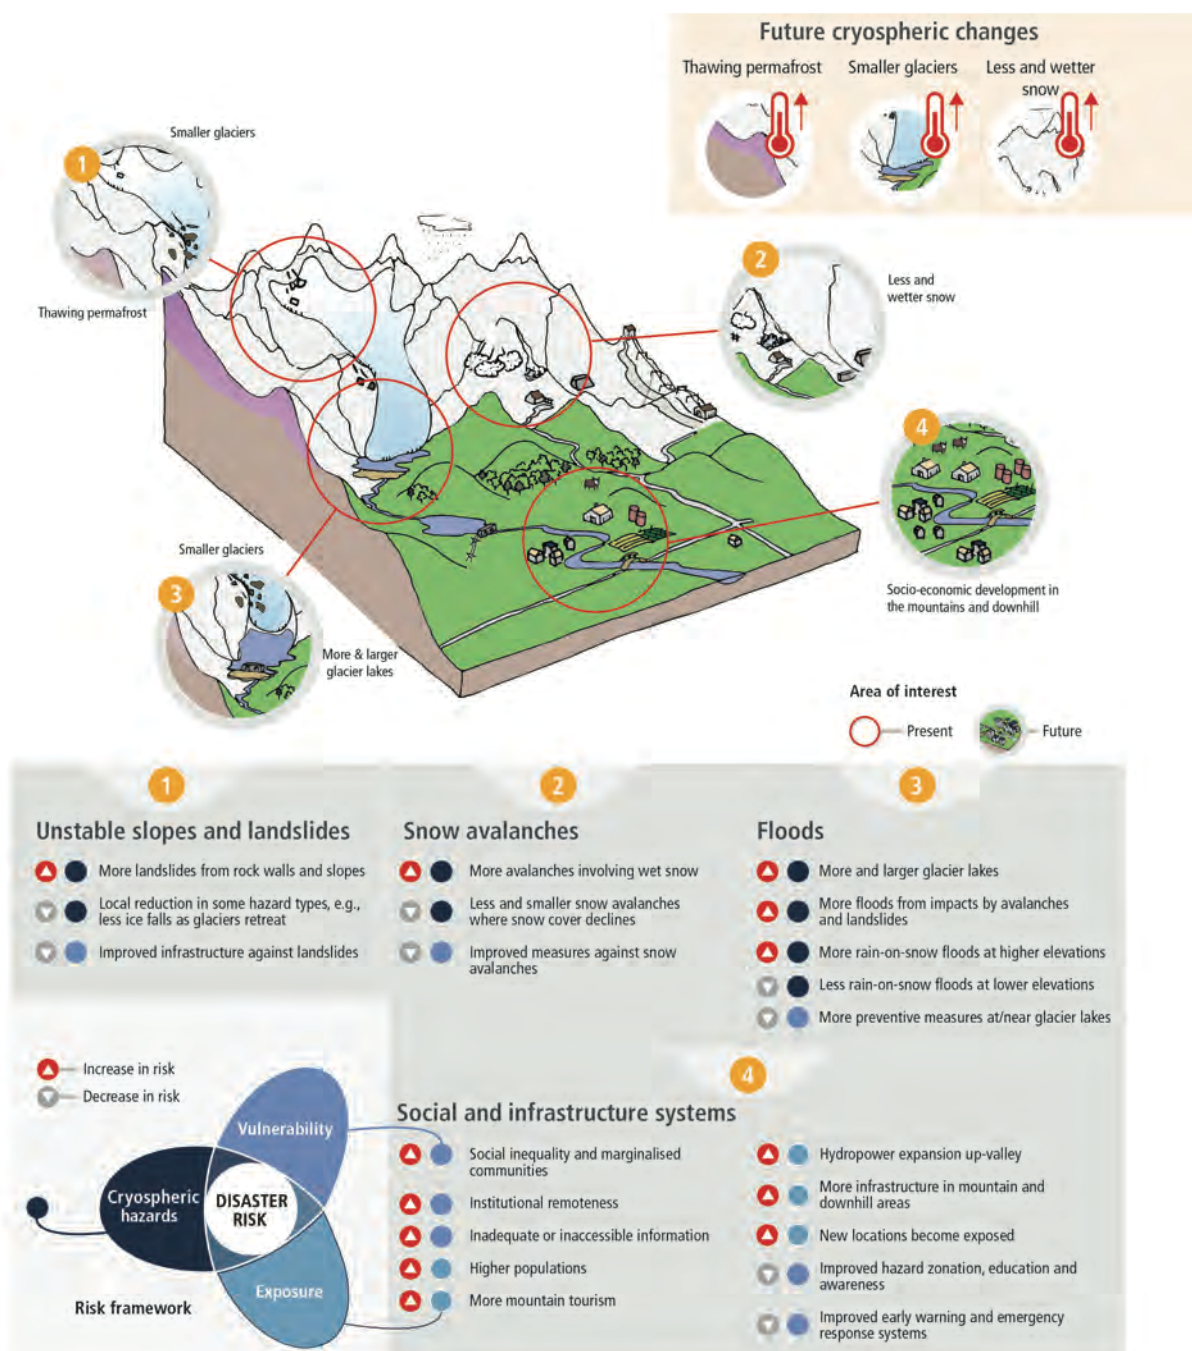 Future cryospheric changes
Thawing permafrost
Smaller glaciers
Less and wetter
snow
1
Smaller glaciers
Thawing permafrost
2
Less and
wetter snow
4
Socio-economic development in
the mountains and downhill
Smaller glaciers
3
More & larger
glacier lakes
Area of interest
Present
Future
1
Unstable slopes and landslides
More landslides from rock walls and slopes
Local reduction in some hazard types, e.g.,
less ice falls as glaciers retreat
Improved infrastructure against landslides
2
Snow avalanches
More avalanches involving wet snow
Less and smaller snow avalanches
where snow cover declines
Improved measures against snow
avalanches
3
Floods
More and larger glacier lakes
More floods from impacts by avalanches
and landslides
More rain-on-snow floods at higher elevations
Less rain-on-snow floods at lower elevations
More preventive measures at/near glacier lakes
Increase in risk
Decrease in risk
Vulnerability
Cryospheric
hazards
DISASTER
RISK
Exposure
Risk framework
4
Social and infrastructure systems
Social inequality and marginalised
communities
Institutional remoteness
Inadequate or inaccessible information
Higher populations
More mountain tourism
Hydropower expansion up-valley
More infrastructure in mountain and
downhill areas
New locations become exposed
Improved hazard zonation, education and
awareness
Improved early warning and emergency
response systems